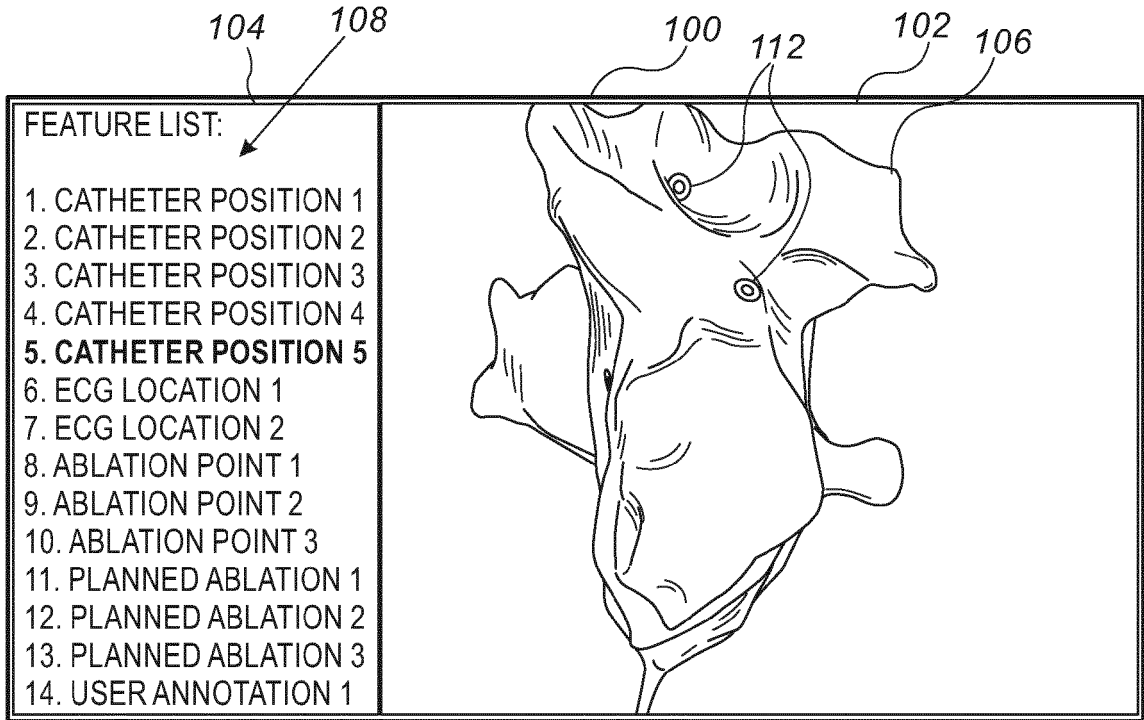 104
108
100
112
102
106
FEATURE LIST:
1. CATHETER POSITION 1
2. CATHETER POSITION 2
3. CATHETER POSITION 3
4. CATHETER POSITION 4
5. CATHETER POSITION 5
6. ECG LOCATION 1
7. ECG LOCATION 2
8. ABLATION POINT 1
9. ABLATION POINT 2
10. ABLATION POINT 3
11. PLANNED ABLATION 1
12. PLANNED ABLATION 2
13. PLANNED ABLATION 3
14. USER ANNOTATION 1